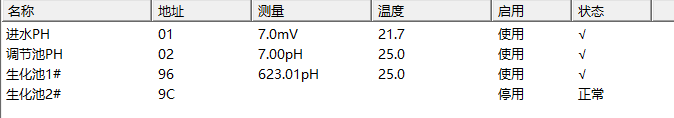 名称 地址 测量 温度 启用 状态
进水PH 01 7.0mV 21.7 使用 √
调节池PH 02 7.00pH 25.0 使用 √
生化池1# 96 623.01pH 25.0 使用 √
生化池2# 9C 停用 正常